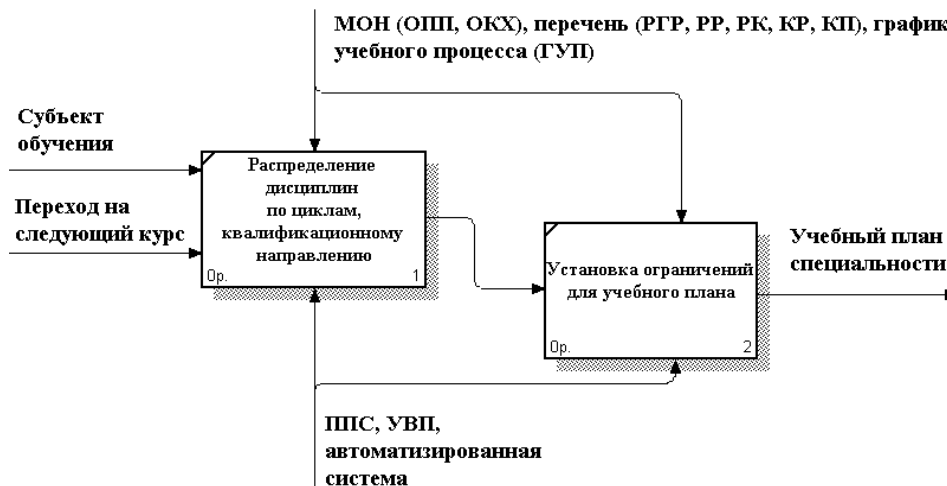 МОН (ОПП, ОКХ), перечень (РГР, РР, РК, КР, КП), график
учебного процесса (ГУП)
Субъект
обучения
Переход на
следующий курс
Распределение
дисциплин
по циклам,
квалификационному
направлению
0р.
1
Установка ограничений
для учебного плана
0р.
2
Учебный план
специальности
ППС, УВП,
автоматизированная
система